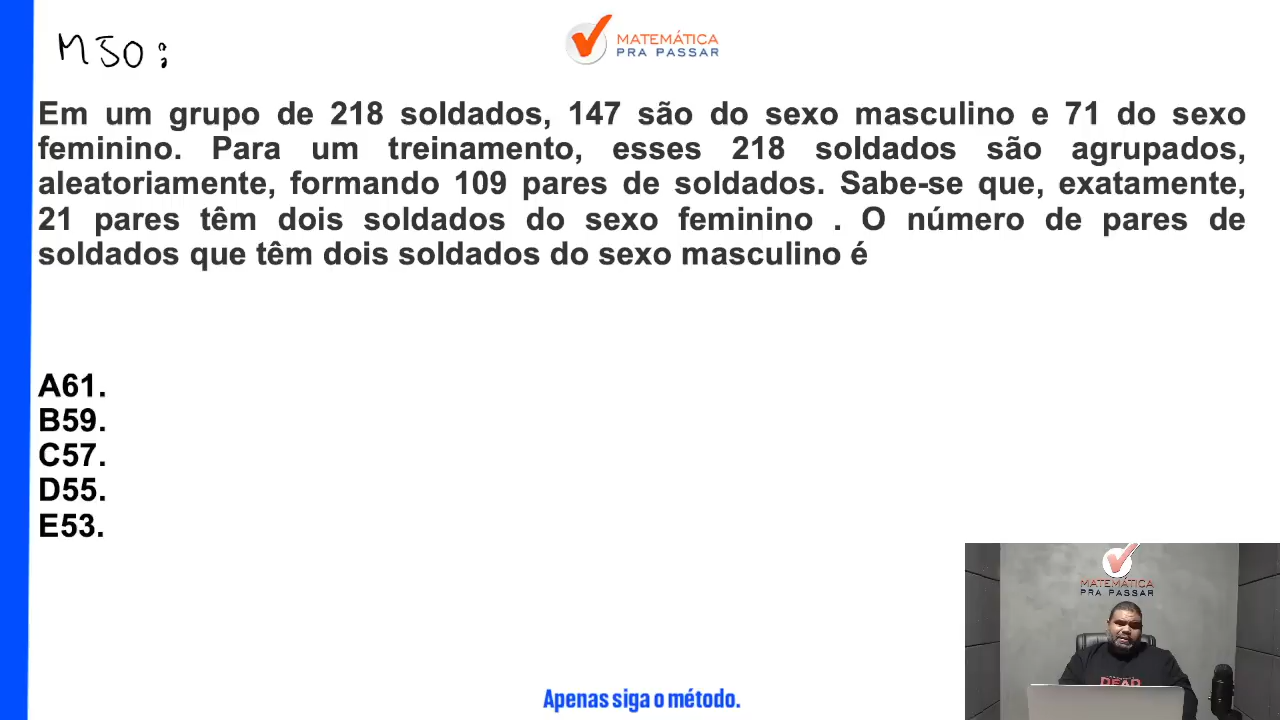 MJO:
MATEMÁTICA
PRA PASSAR
Em um grupo de 218 soldados, 147 são do sexo masculino e 71 do sexo
feminino. Para um treinamento, esses 218 soldados são agrupados,
aleatoriamente, formando 109 pares de soldados. Sabe-se que, exatamente,
21 pares têm dois soldados do sexo feminino . O número de pares de
soldados que têm dois soldados do sexo masculino é
A61.
B59.
C57.
D55.
E53.
MATEMÁTICA
PRA PASSAR
DEAD
Apenas siga o método.